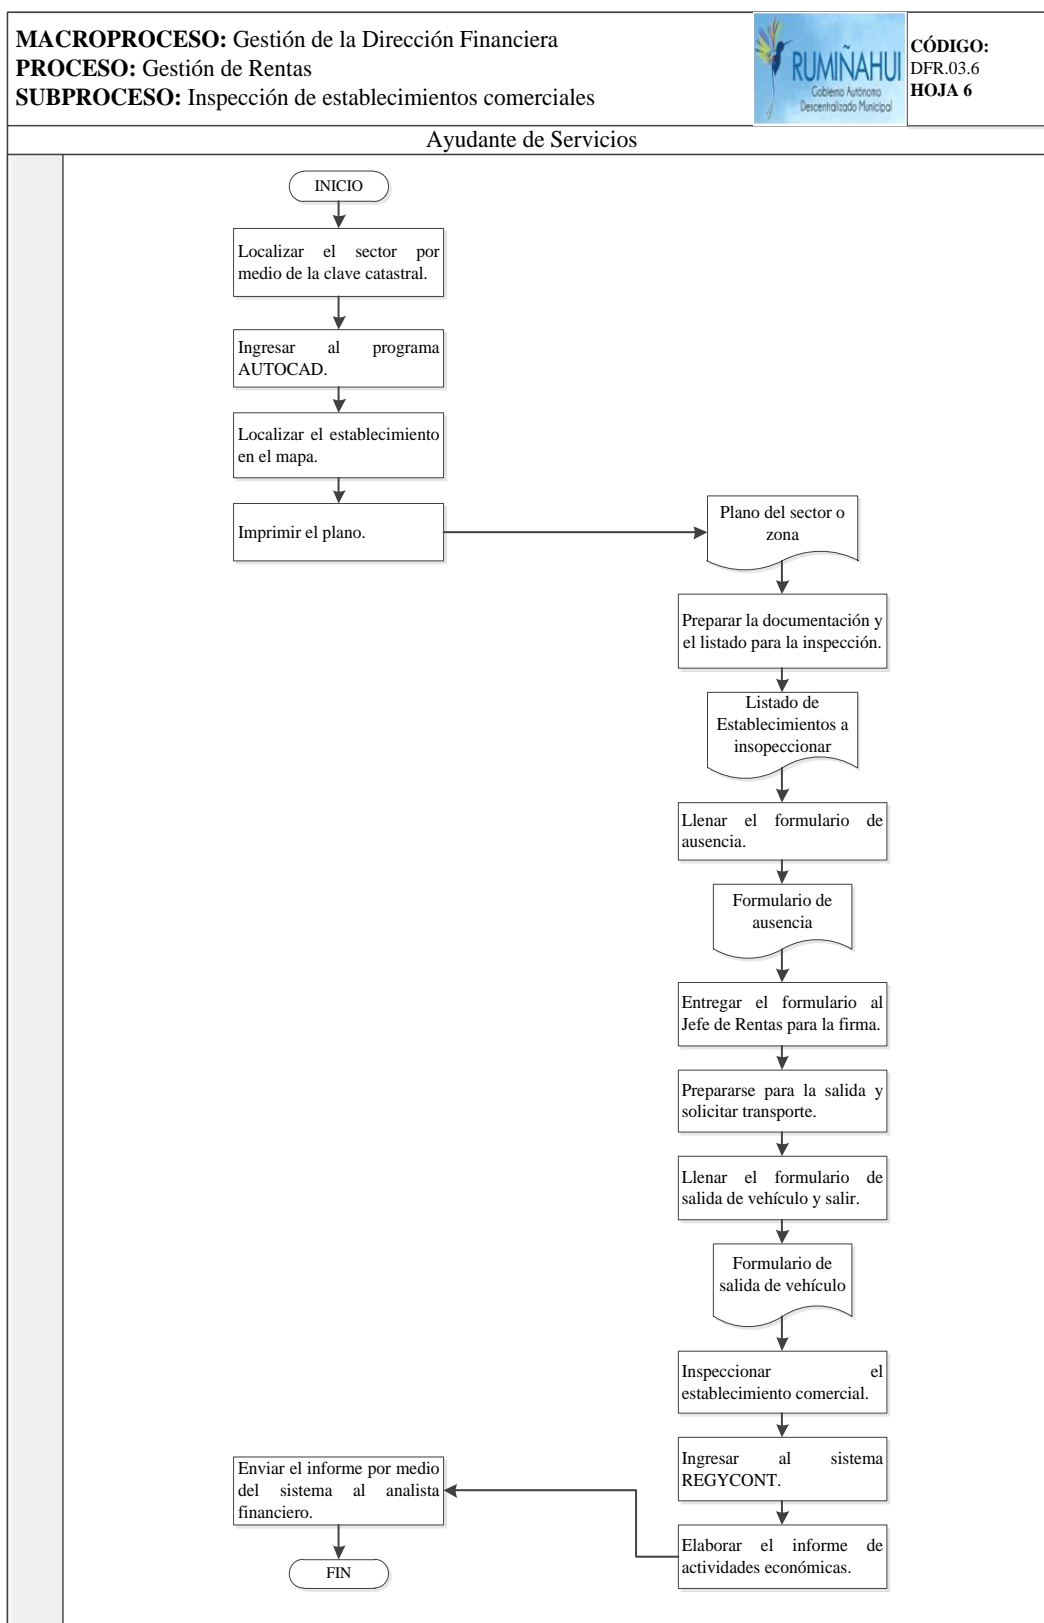 MACROPROCESO: Gestión de la Dirección Financiera
PROCESO: Gestión de Rentas
SUBPROCESO: Inspección de establecimientos comerciales
RUMIÑAHUI
Gobierno Autónomo
Descentralizado Municipal
CÓDIGO:
DFR.03.6
HOJA 6
Ayudante de Servicios
INICIO
Localizar el sector por
medio de la clave catastral.
Ingresar al programa
AUTOCAD.
Localizar el establecimiento
en el mapa.
Imprimir el plano.
Plano del sector o
zona
Preparar la documentación y
el listado para la inspección.
Listado de
Establecimientos a
insopeccionar
Llenar el formulario de
ausencia.
Formulario de
ausencia
Entregar el formulario al
Jefe de Rentas para la firma.
Prepararse para la salida y
solicitar transporte.
Llenar el formulario de
salida de vehículo y salir.
Formulario de
salida de vehículo
Inspeccionar el
establecimiento comercial.
Ingresar al sistema
REGYCONT.
Elaborar el informe de
actividades económicas.
Enviar el informe por medio
del sistema al analista
financiero.
FIN